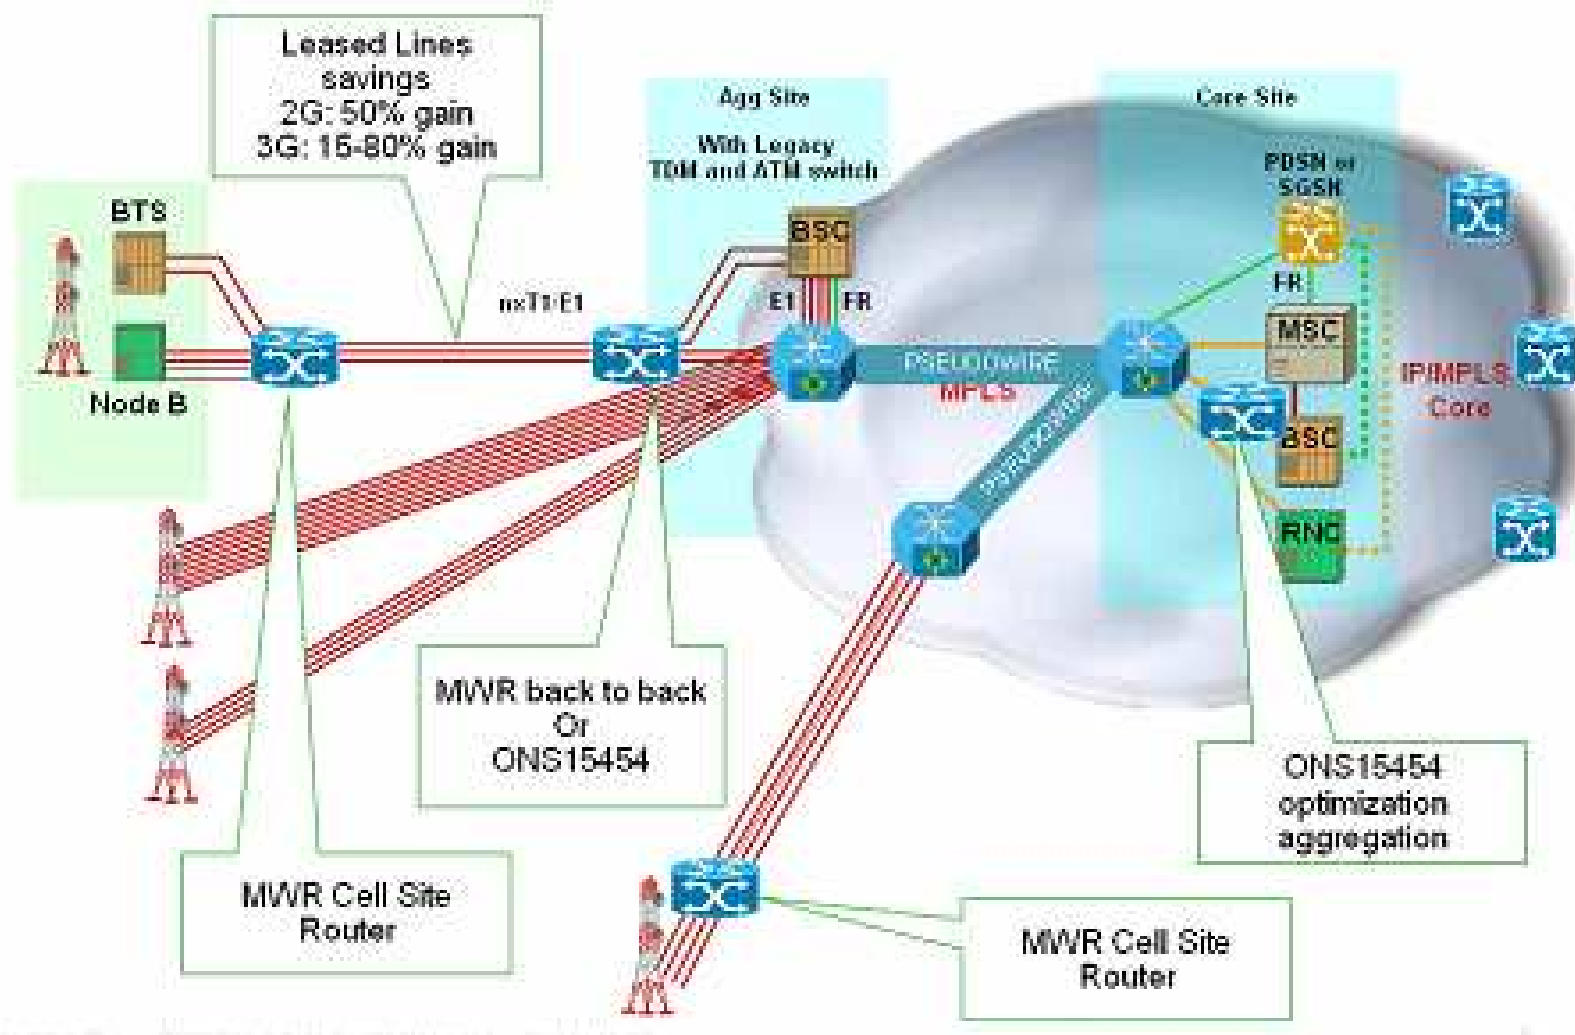 Leased Lines
savings
2G: 50% gain
3G: 15-80% gain
Agg Site
With Legacy
TDM and ATM switch
Core Site
PDSN or
SGSN
BTS
BSC
nxT1/E1
E1
FR
FR
MSC
PSEUDOWIRE
MPLS
IP/MPLS
Core
Node B
PSEUDOWIRE
BSC
RNC
MWR back to back
Or
ONS15454
ONS15454
optimization
aggregation
MWR Cell Site
Router
MWR Cell Site
Router